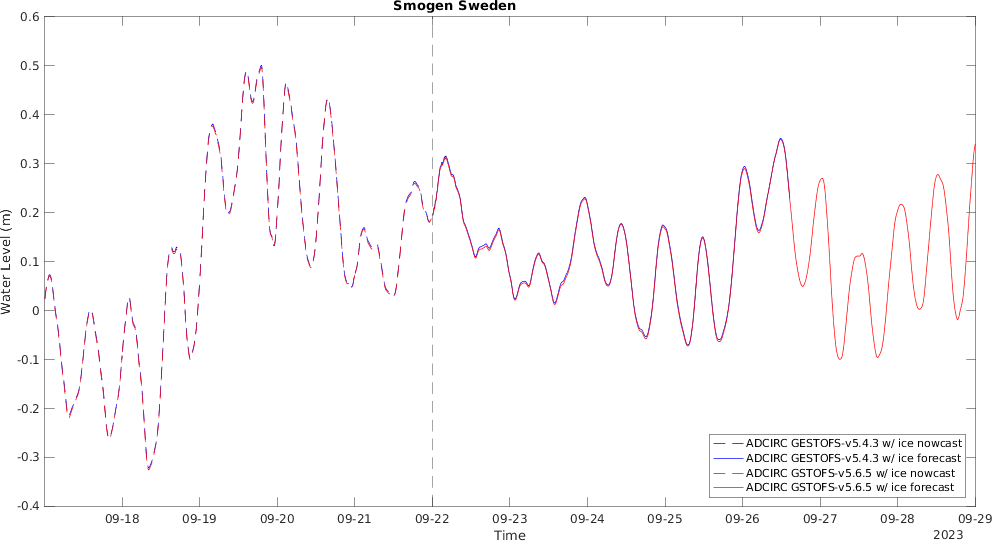 Smogen Sweden
0.6
0.5
0.4
0.3
0.2
0.1
0
-0.1
-0.2
-0.3
-0.4
Water Level (m)
ADCIRC GESTOFS-v5.4.3 w/ ice nowcast
ADCIRC GESTOFS-v5.4.3 w/ ice forecast
ADCIRC GSTOFS-v5.6.5 w/ ice nowcast
ADCIRC GSTOFS-v5.6.5 w/ ice forecast
09-18 09-19 09-20 09-21 09-22 09-23 09-24 09-25 09-26 09-27 09-28 09-29
Time
2023